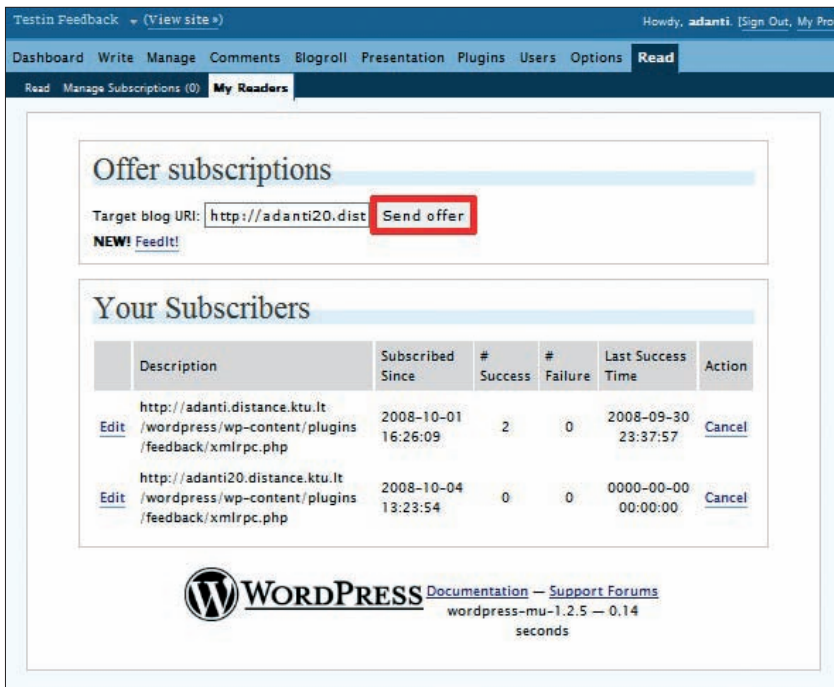 Testin Feedback (View site »)
Howdy, adanti. [Sign Out, My Pro
Dashboard Write Manage Comments Blogroll Presentation Plugins Users Options Read
Read Manage Subscriptions (0) My Readers
Offer subscriptions
Target blog URI: http://adanti20.dist Send offer
NEW! FeedIt!
Your Subscribers
Description Subscribed Since # Success # Failure Last Success Time Action
Edit http://adanti.distance.ktu.lt /wordpress/wp-content/plugins /feedback/xmlrpc.php 2008-10-01 16:26:09 2 0 2008-09-30 23:37:57 Cancel
Edit http://adanti20.distance.ktu.lt /wordpress/wp-content/plugins /feedback/xmlrpc.php 2008-10-04 13:23:54 0 0 0000-00-00 00:00:00 Cancel
WORDPRESS Documentation — Support Forums
wordpress-mu-1.2.5 — 0.14
seconds